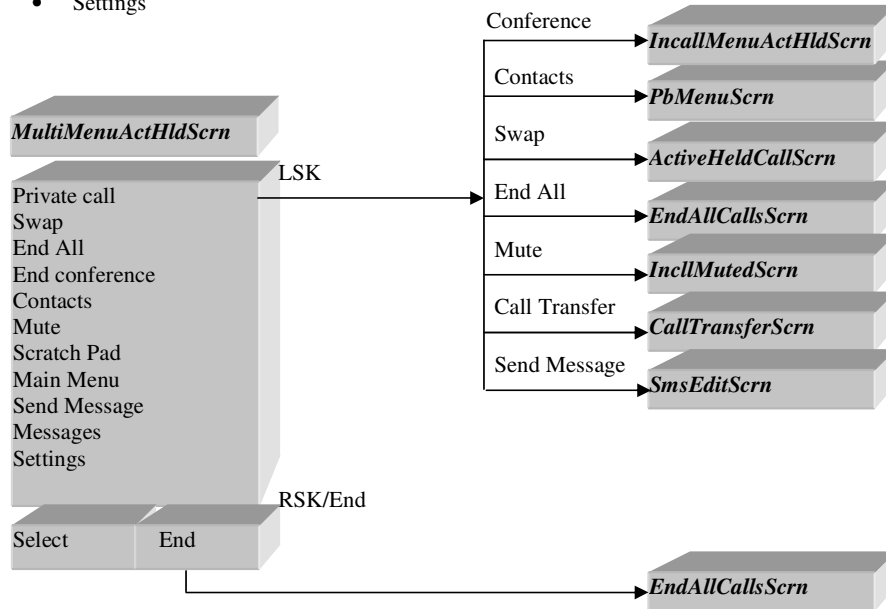 • Settings
MultiMenuActHldScrn
LSK
Private call
Swap
End All
End conference
Contacts
Mute
Scratch Pad
Main Menu
Send Message
Messages
Settings
RSK/End
Select End
Conference
IncallMenuActHldScrn
Contacts
PbMenuScrn
Swap
ActiveHeldCallScrn
End All
EndAllCallsScrn
Mute
IncllMutedScrn
Call Transfer
CallTransferScrn
Send Message
SmsEditScrn
EndAllCallsScrn